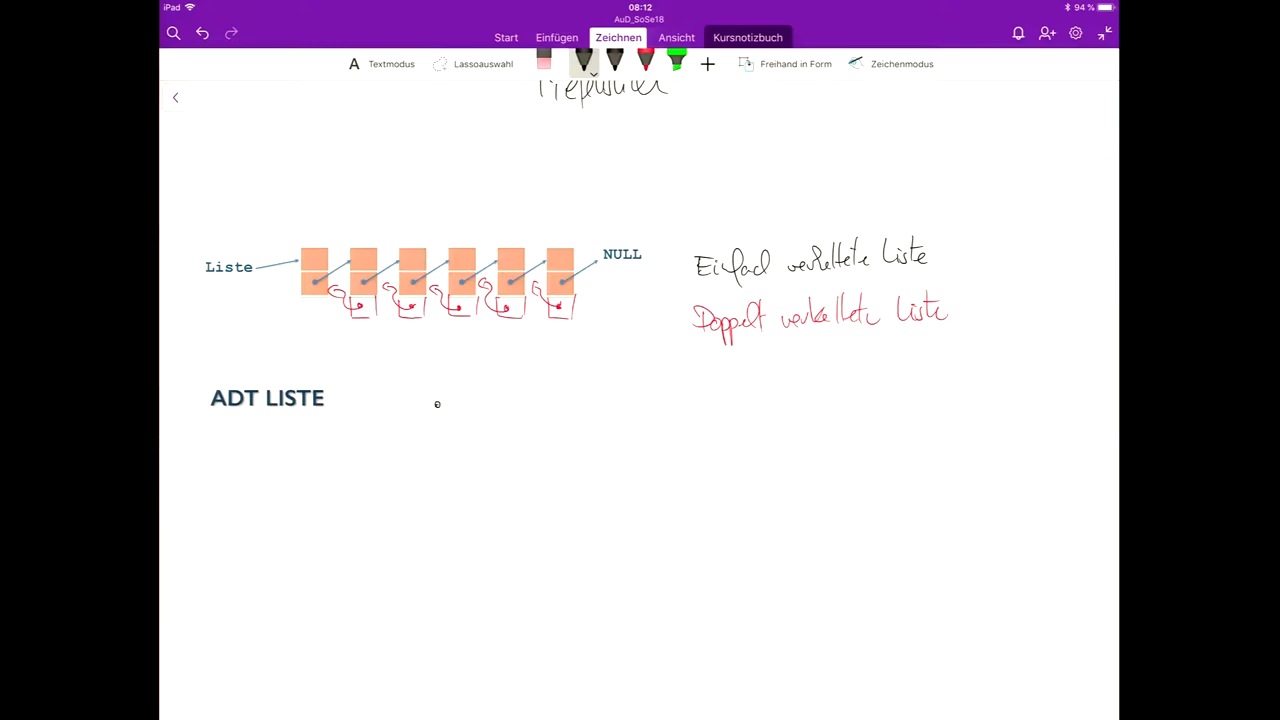 iPad
08:12
94 %
AuD_SoSe18
Start Einfügen Zeichnen Ansicht Kursnotizbuch
A Textmodus Lassoauswahl Freihand in Form Zeichenmodus
Liste
NULL
Einfach verkettete Liste
Doppelt verkettete Liste
ADT LISTE